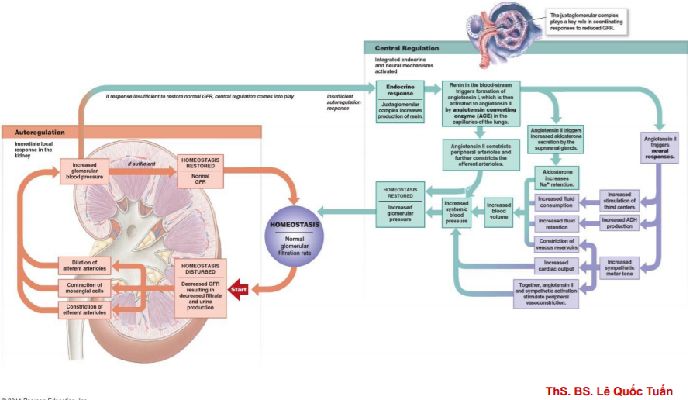 The juxtaglomerular complex
plays a key role in coordinating
responses to reduced GFR.
Central Regulation
Integrated endocrine
and neural mechanisms
activated
Endocrine
response
Juxtaglomerular
complex increases
production of renin.
Renin in the bloodstream
triggers formation of
angiotensin I, which is then
activated to angiotensin II
by angiotensin converting
enzyme (ACE) in the
capillaries of the lungs.
Angiotensin II constricts
peripheral arterioles and
further constricts the
efferent arterioles.
Angiotensin II triggers
increased aldosterone
secretion by the
suprarenal glands.
Aldosterone
increases
Na+ retention.
Angiotensin II
triggers
neural
responses.
Increased fluid
consumption
Increased
stimulation of
thirst centers
Increased fluid
retention
Increased ADH
production
Constriction of
venous reservoirs
Increased
cardiac output
Increased
sympathetic
motor tone
Together, angiotensin II
and sympathetic activation
stimulate peripheral
vasoconstriction.
HOMEOSTASIS
RESTORED
Increased
glomerular
pressure
Increased
systemic
blood
pressure
Increased
blood
volume
If response insufficient to restore normal GFR, central regulation comes into play
Insufficient
autoregulation
response
Autoregulation
Immediate local
response in the
kidney
Increased
glomerular
blood pressure
if sufficient
HOMEOSTASIS
RESTORED
Normal
GFR
HOMEOSTASIS
Normal
glomerular
filtration rate
HOMEOSTASIS
DISTURBED
Decreased GFR
resulting in
decreased filtrate
and urine
production
Start
Dilation of
afferent arterioles
Contraction of
mesangial cells
Constriction of
efferent arterioles
ThS. BS. Lê Quốc Tuấn